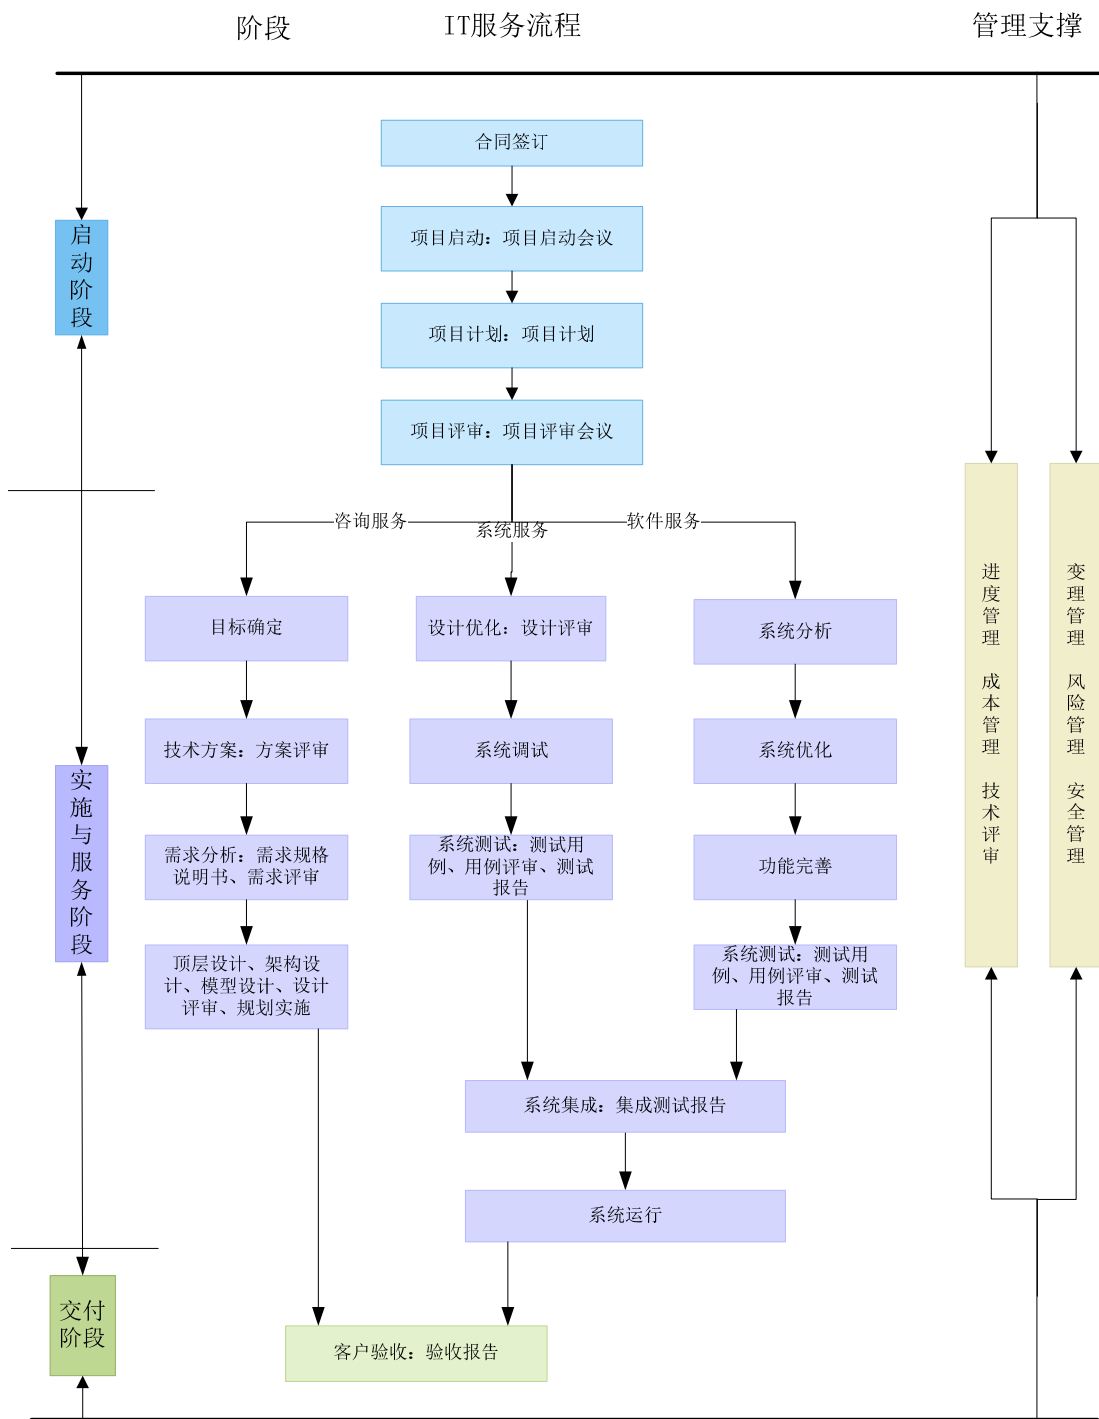 阶段
IT服务流程
管理支撑
合同签订
启动阶段
项目启动：项目启动会议
项目计划：项目计划
项目评审：项目评审会议
咨询服务
系统服务
软件服务
目标确定
设计优化：设计评审
系统分析
技术方案：方案评审
系统调试
系统优化
实施与服务阶段
需求分析：需求规格
说明书、需求评审
系统测试：测试用
例、用例评审、测试
报告
功能完善
顶层设计、架构设
计、模型设计、设计
评审、规划实施
系统测试：测试用
例、用例评审、测试
报告
进度管理 成本管理 技术评审
变理管理 风险管理 安全管理
系统集成：集成测试报告
系统运行
交付
阶段
客户验收：验收报告